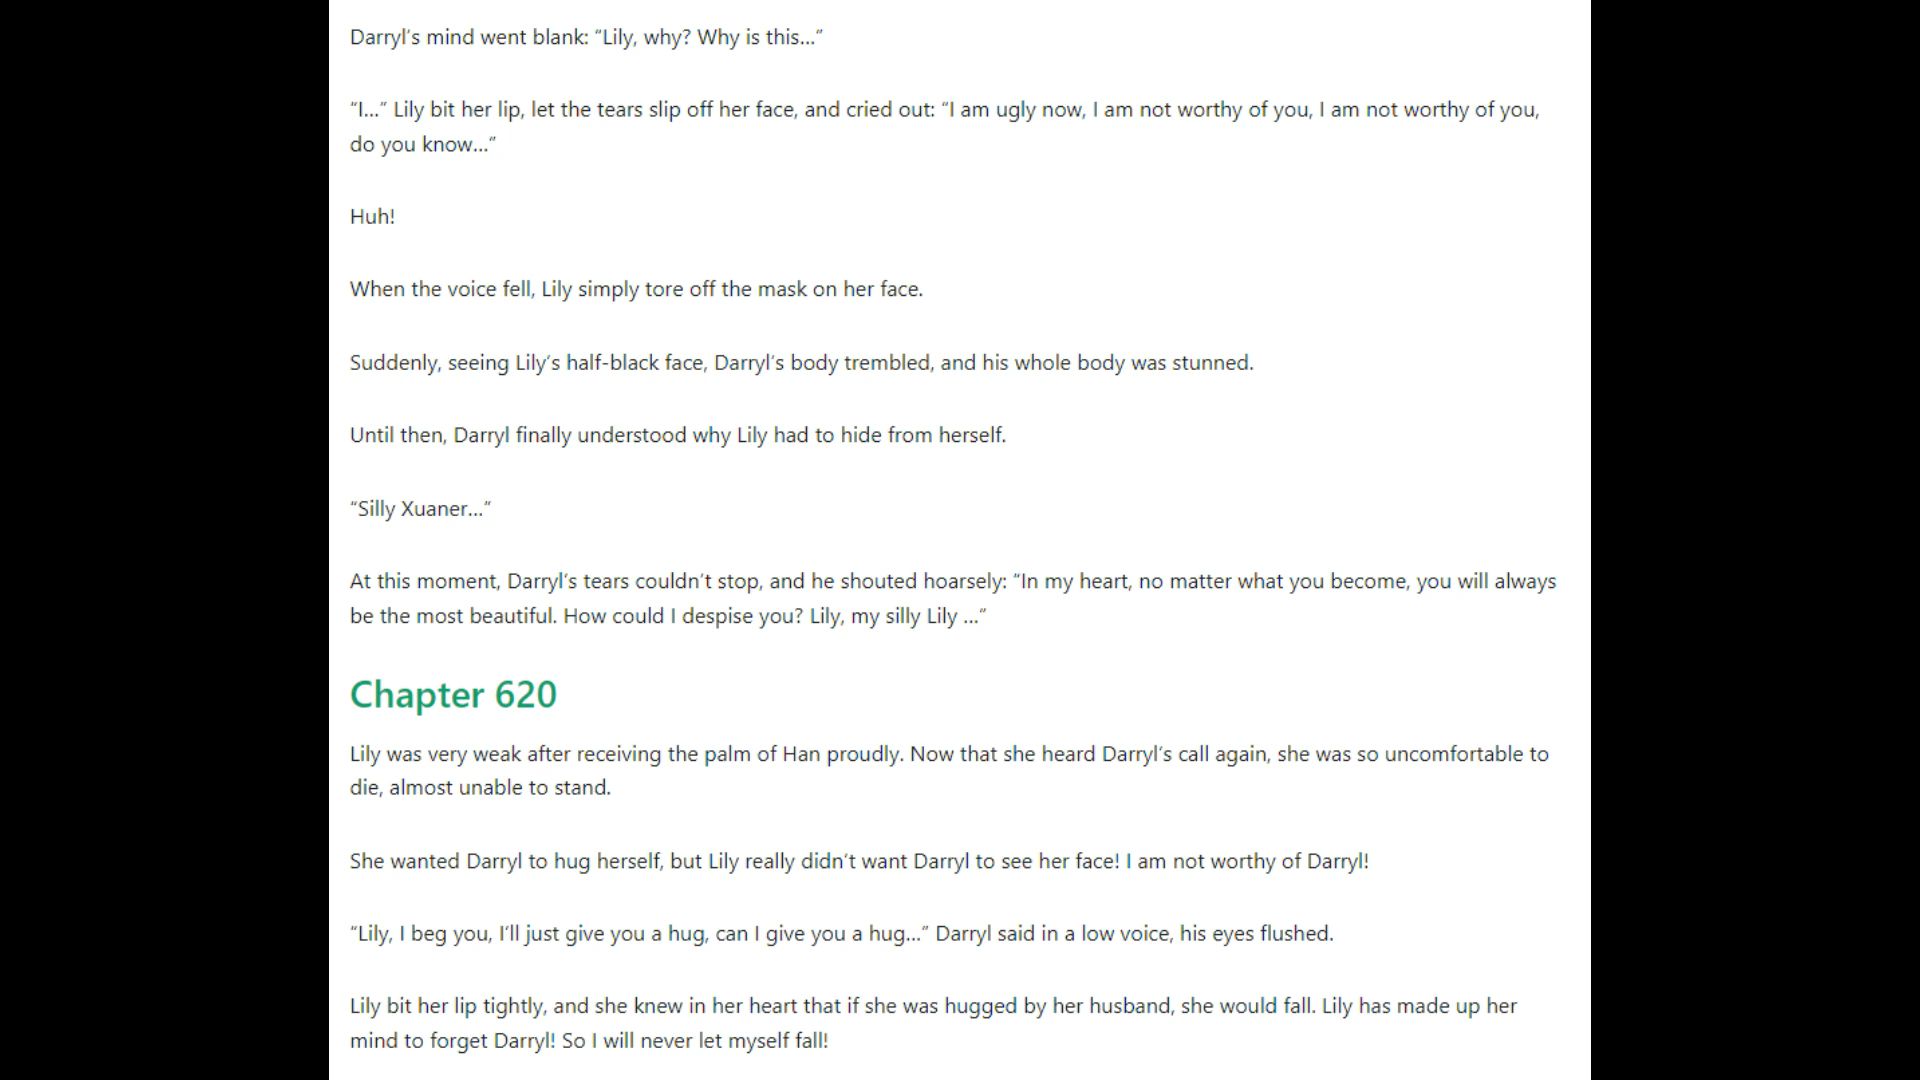 Darryl’s mind went blank: “Lily, why? Why is this…”
“I…” Lily bit her lip, let the tears slip off her face, and cried out: “I am ugly now, I am not worthy of you, I am not worthy of you,
do you know…”
Huh!
When the voice fell, Lily simply tore off the mask on her face.
Suddenly, seeing Lily’s half-black face, Darryl’s body trembled, and his whole body was stunned.
Until then, Darryl finally understood why Lily had to hide from herself.
“Silly Xuaner…”
At this moment, Darryl’s tears couldn’t stop, and he shouted hoarsely: “In my heart, no matter what you become, you will always
be the most beautiful. How could I despise you? Lily, my silly Lily …”
Chapter 620
Lily was very weak after receiving the palm of Han proudly. Now that she heard Darryl’s call again, she was so uncomfortable to
die, almost unable to stand.
She wanted Darryl to hug herself, but Lily really didn’t want Darryl to see her face! I am not worthy of Darryl!
“Lily, I beg you, I’ll just give you a hug, can I give you a hug…” Darryl said in a low voice, his eyes flushed.
Lily bit her lip tightly, and she knew in her heart that if she was hugged by her husband, she would fall. Lily has made up her
mind to forget Darryl! So I will never let myself fall!